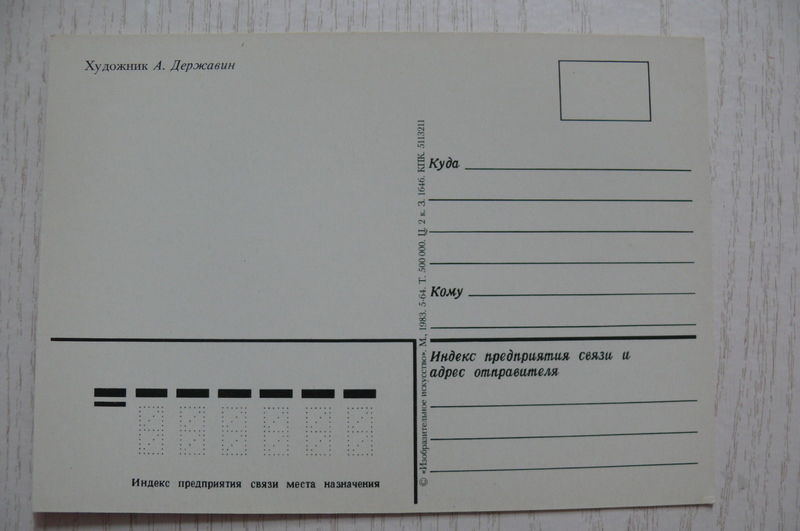 Художник А. Державин
© «Изобразительное искусство». М., 1983. 5-64. Т. 500 000. Ц. 2 к. З. 1646. КПК. 5113211
Куда
Кому
Индекс предприятия связи и
адрес отправителя
Индекс предприятия связи места назначения